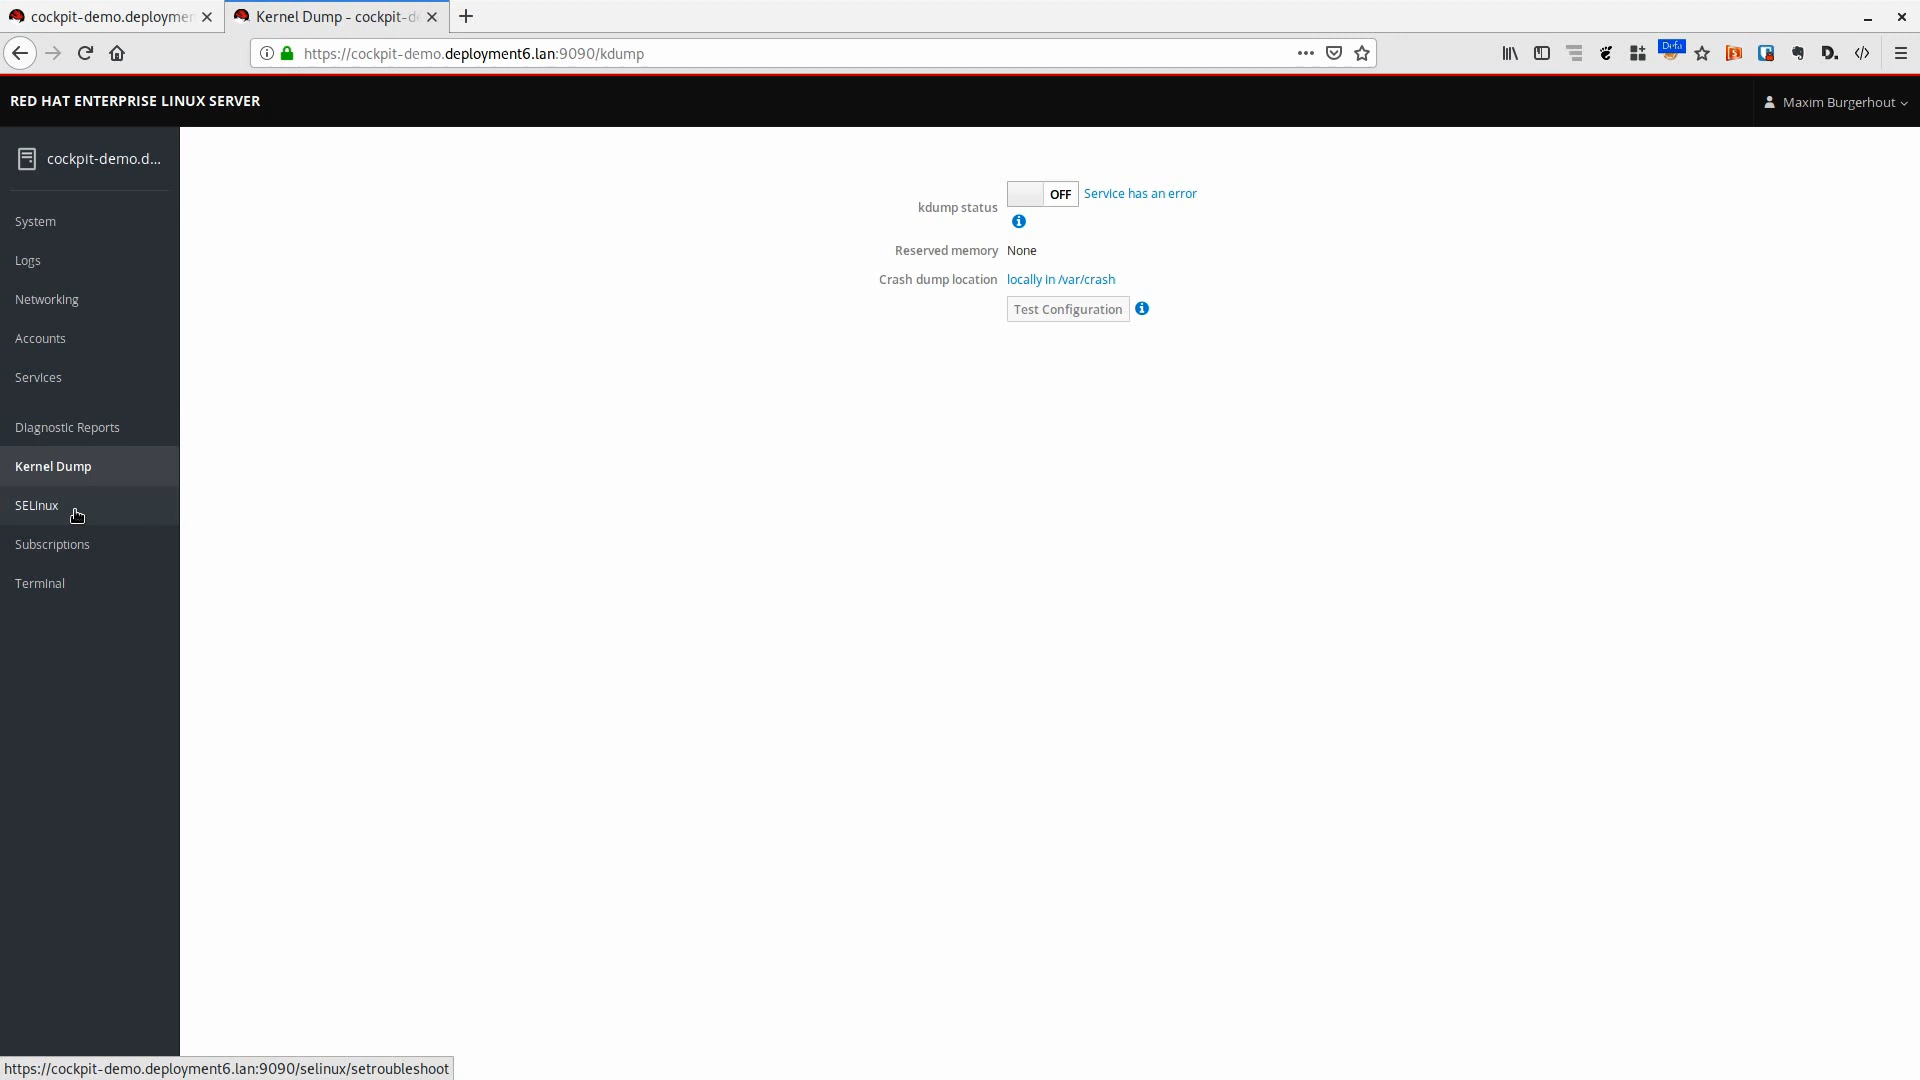 cockpit-demo.deployme
Kernel Dump - cockpit-d
https://cockpit-demo.deployment6.lan:9090/kdump
Defa
RED HAT ENTERPRISE LINUX SERVER
Maxim Burgerhout
cockpit-demo.d...
System
Logs
Networking
Accounts
Services
Diagnostic Reports
Kernel Dump
SELinux
Subscriptions
Terminal
kdump status
OFF
Service has an error
Reserved memory
None
Crash dump location
locally in /var/crash
Test Configuration
https://cockpit-demo.deployment6.lan:9090/selinux/setroubleshoot